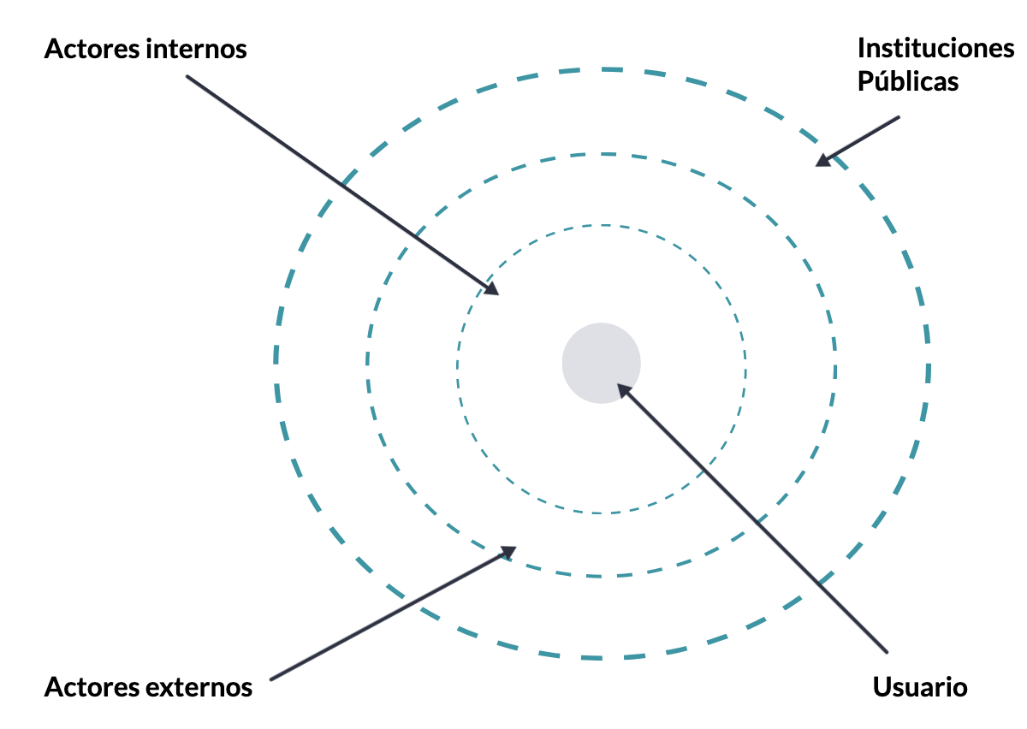 Actores internos
Instituciones
Públicas
Actores externos
Usuario